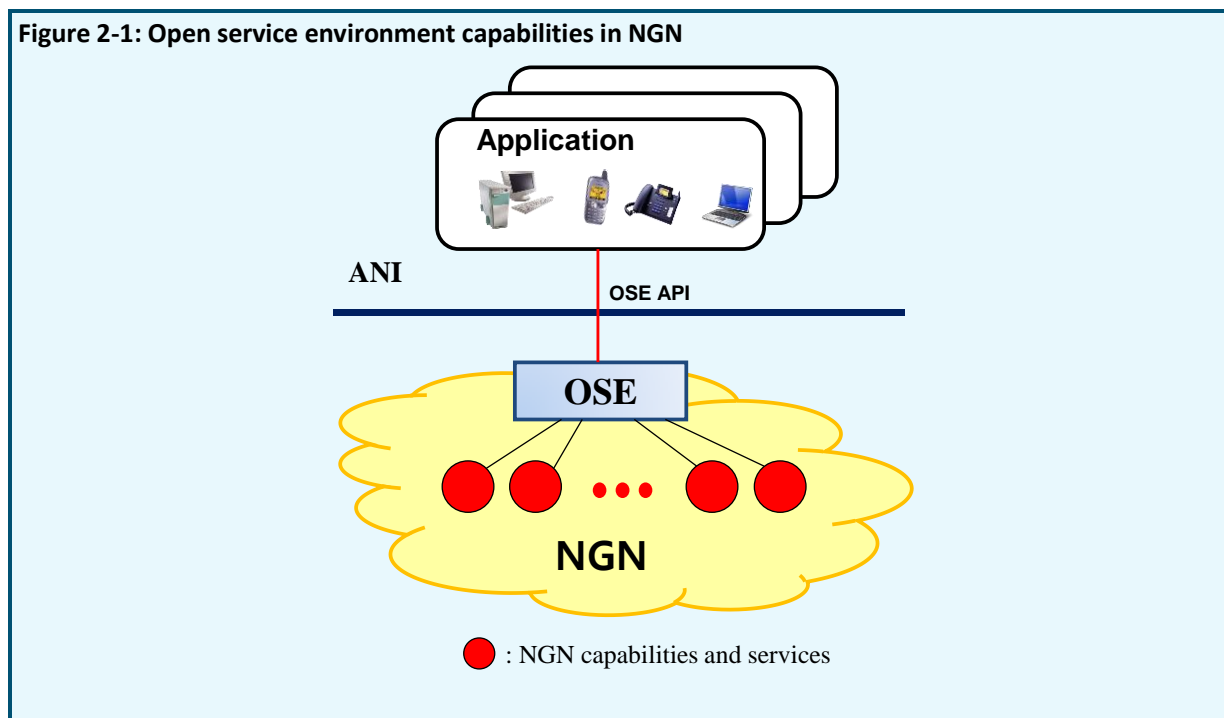 Figure 2-1: Open service environment capabilities in NGN
Application
ANI
OSE API
OSE
NGN
: NGN capabilities and services